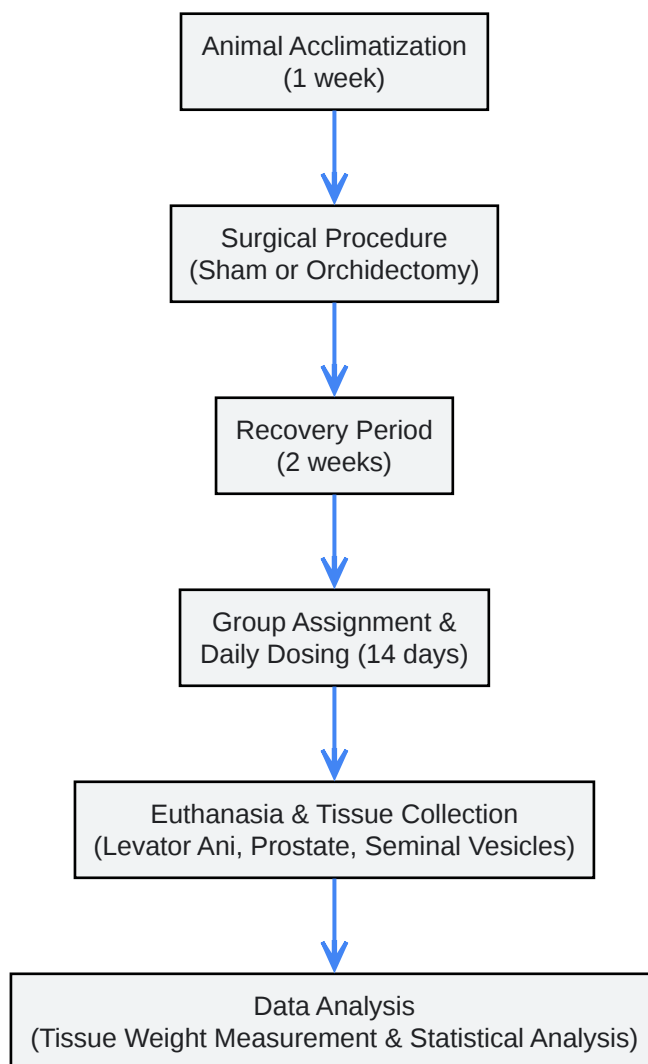 Animal Acclimatization
(1 week)
Surgical Procedure
(Sham or Orchidectomy)
Recovery Period
(2 weeks)
Group Assignment &
Daily Dosing (14 days)
Euthanasia & Tissue Collection
(Levator Ani, Prostate, Seminal Vesicles)
Data Analysis
(Tissue Weight Measurement & Statistical Analysis)